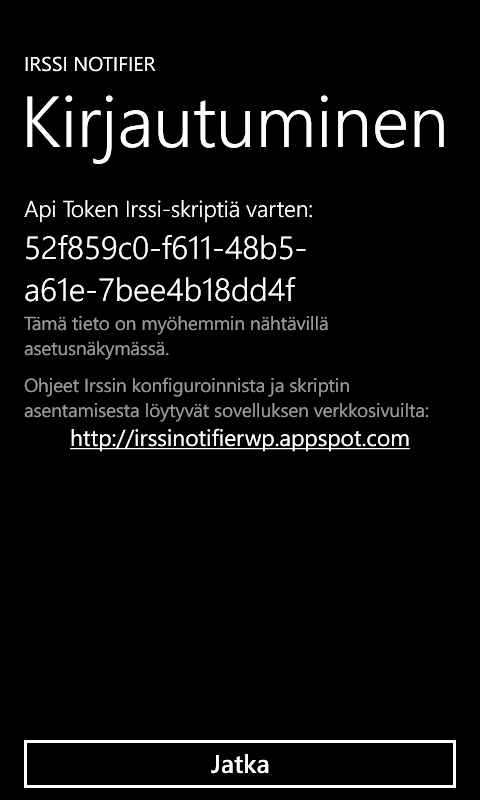 IRSSI NOTIFIER
Kirjautuminen
Api Token Irssi-skriptiä varten:
52f859c0-f611-48b5-
a61e-7bee4b18dd4f
Tämä tieto on myöhemmin nähtävillä
asetusnäkymässä.
Ohjeet Irssin konfiguroinnista ja skriptin
asentamisesta löytyvät sovelluksen verkkosivuilta:
http://irssinotifierwp.appspot.com
Jatka